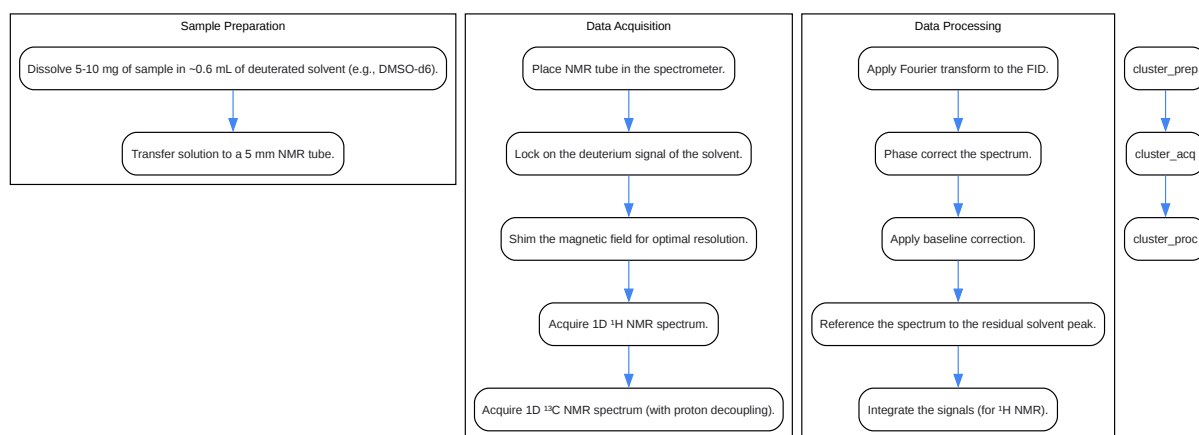 Sample Preparation
Dissolve 5-10 mg of sample in ~0.6 mL of deuterated solvent (e.g., DMSO-d6).
Transfer solution to a 5 mm NMR tube.
Data Acquisition
Place NMR tube in the spectrometer.
Lock on the deuterium signal of the solvent.
Shim the magnetic field for optimal resolution.
Acquire 1D ¹H NMR spectrum.
Acquire 1D ¹³C NMR spectrum (with proton decoupling).
Data Processing
Apply Fourier transform to the FID.
Phase correct the spectrum.
Apply baseline correction.
Reference the spectrum to the residual solvent peak.
Integrate the signals (for ¹H NMR).
cluster_prep
cluster_acq
cluster_proc